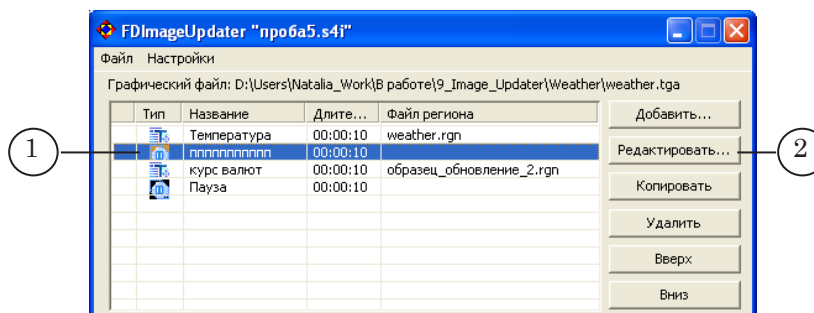 FDImageUpdater "проба5.s4i"
Файл Настройки
Графический файл: D:\Users\Natalia_Work\В работе\9_Image_Updater\Weather\weather.tga
Тип Название Длите... Файл региона
Температура 00:00:10 weather.rgn
ппппппппппп 00:00:10
курс валют 00:00:10 образец_обновление_2.rgn
Пауза 00:00:10
Добавить...
Редактировать...
Копировать
Удалить
Вверх
Вниз
1
2